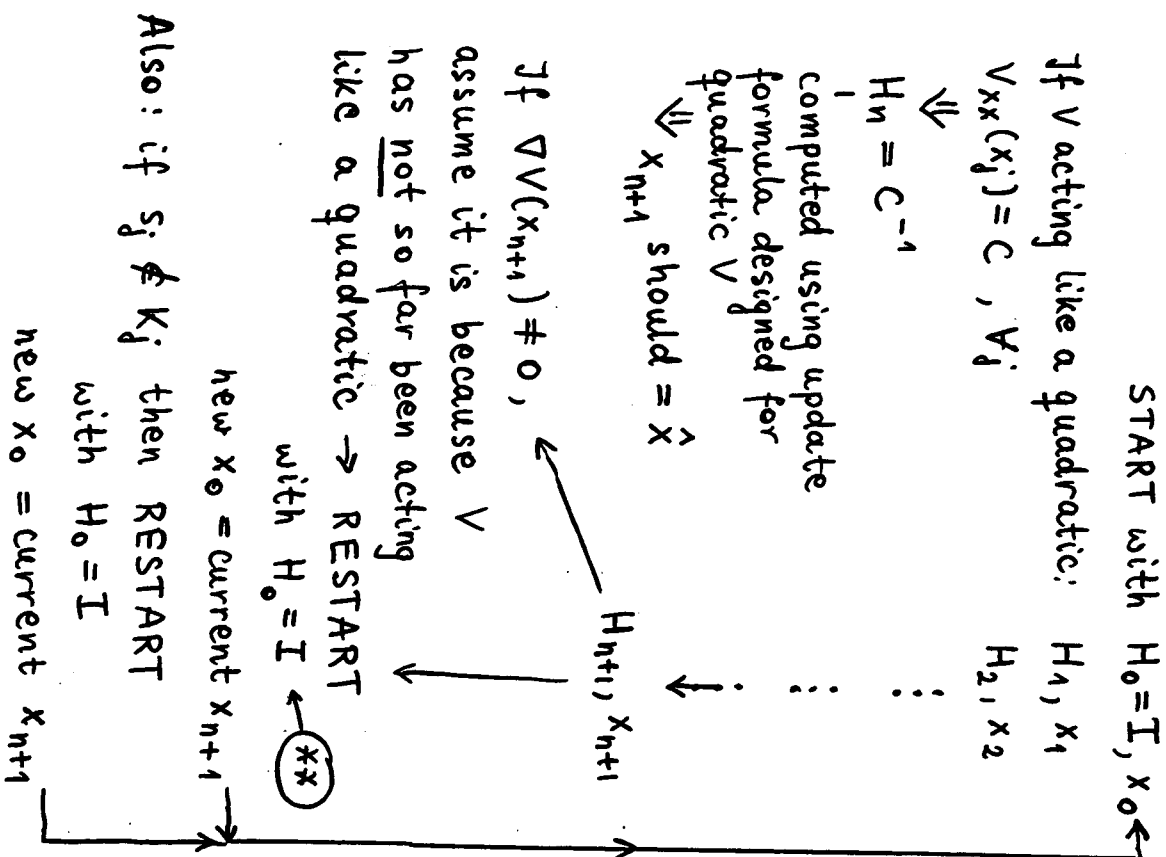 START with H₀ = I, x₀
If V acting like a quadratic: H₁, x₁
Vₓₓ(xⱼ) = C , ∀j H₂, x₂
⇓
Hₙ = C⁻¹ ...
computed using update ...
formula designed for
quadratic V
⇓ xₙ₊₁ should = x̂
Hₙ₊₁, xₙ₊₁
If ∇V(xₙ₊₁) ≠ 0,
assume it is because V
has not so far been acting
like a quadratic → RESTART
with H₀ = I **
new x₀ = current xₙ₊₁
Also: if sⱼ ∉ Kⱼ then RESTART
with H₀ = I
new x₀ = current xₙ₊₁